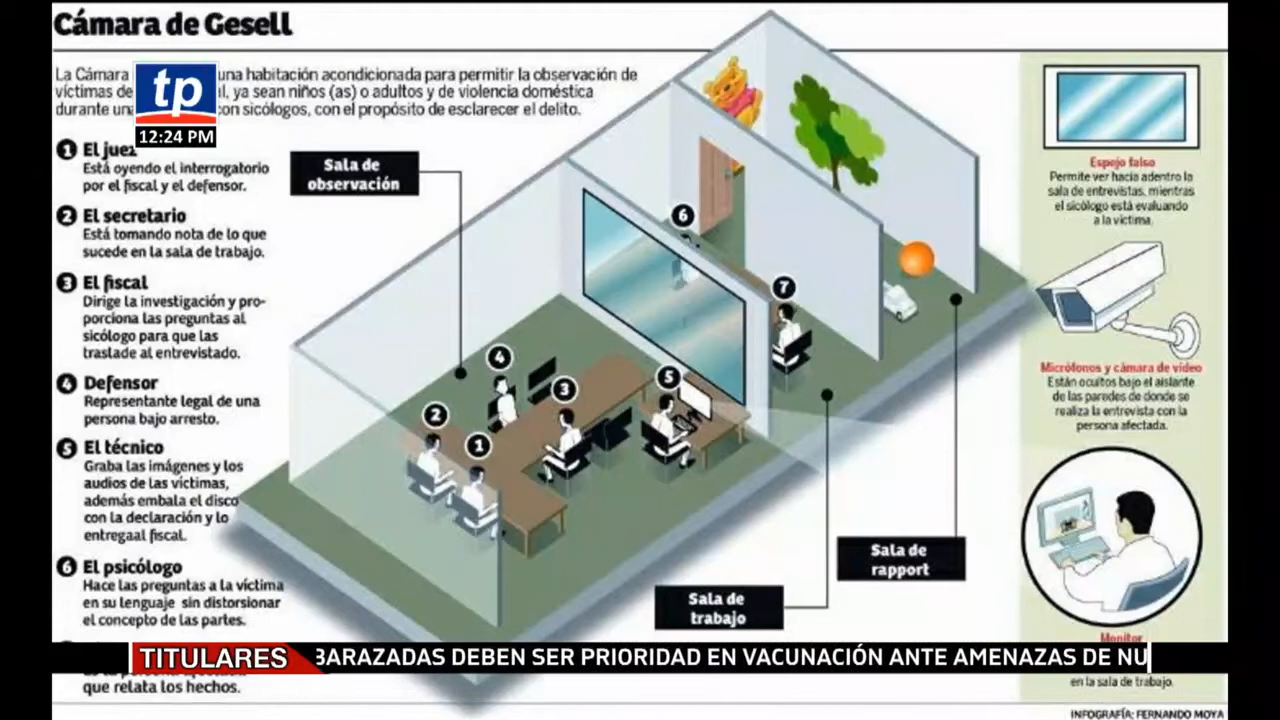 Cámara de Gesell
La Cámara una habitación acondicionada para permitir la observación de
víctimas de al, ya sean niños (as) o adultos y de violencia doméstica
durante una con sicólogos, con el propósito de esclarecer el delito.
tp
12:24 PM
1 El juez
Está oyendo el interrogatorio
por el fiscal y el defensor.
2 El secretario
Está tomando nota de lo que
sucede en la sala de trabajo.
3 El fiscal
Dirige la investigación y pro-
porciona las preguntas al
sicólogo para que las
traslade al entrevistado.
4 Defensor
Representante legal de una
persona bajo arresto.
5 El técnico
Graba las imágenes y los
audios de las víctimas,
además embala el disco
con la declaración y lo
entregaal fiscal.
6 El psicólogo
Hace las preguntas a la víctima
en su lenguaje sin distorsionar
el concepto de las partes.
que relata los hechos.
Sala de
observación
6
7
4
3
5
2
1
Sala de
rapport
Sala de
trabajo
Espejo falso
Permite ver hacia adentro la
sala de entrevistas, mientras
el sicólogo está evaluando
a la víctima.
Micrófonos y cámara de video
Están ocultos bajo el aislante
de las paredes de donde se
realiza la entrevista con la
persona afectada.
Monitor
en la sala de trabajo.
TITULARES
BARAZADAS DEBEN SER PRIORIDAD EN VACUNACIÓN ANTE AMENAZAS DE NU
INFOGRAFÍA: FERNANDO MOYA